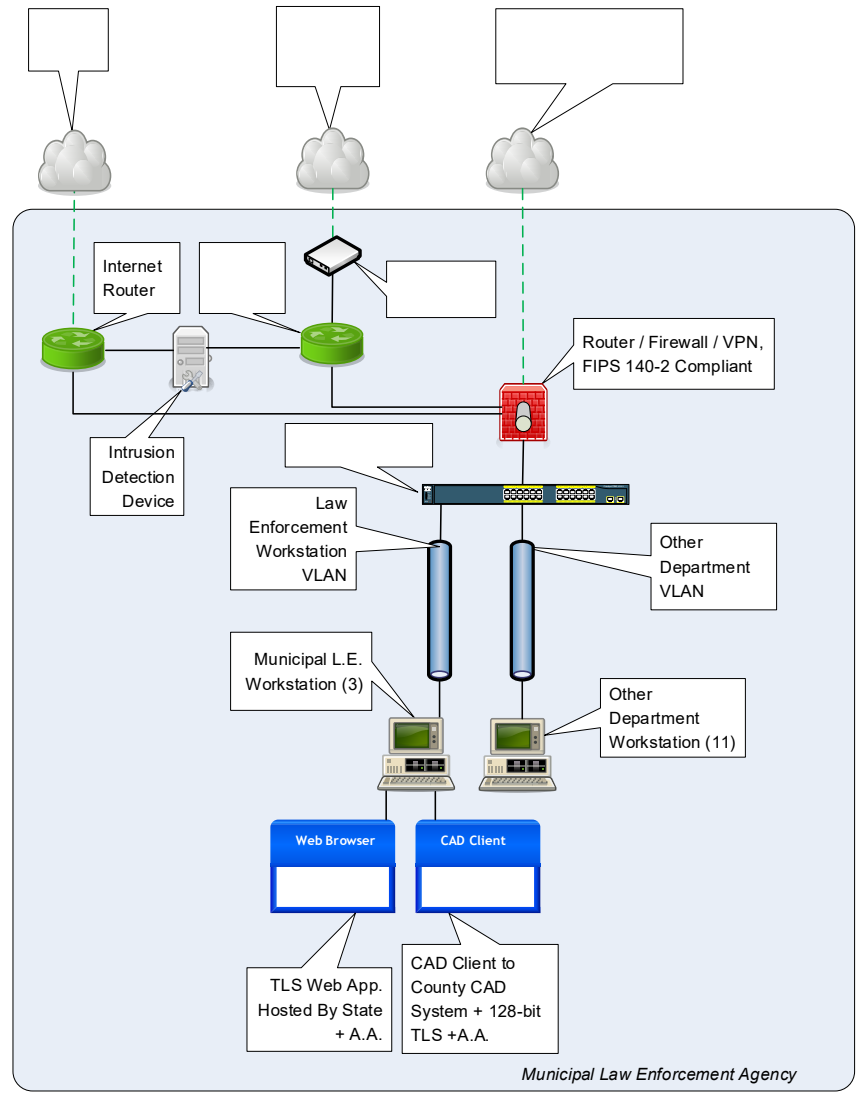 Internet
Router
Router / Firewall / VPN,
FIPS 140-2 Compliant
Intrusion
Detection
Device
Law
Enforcement
Workstation
VLAN
Other
Department
VLAN
Municipal L.E.
Workstation (3)
Other
Department
Workstation (11)
Web Browser
CAD Client
TLS Web App.
Hosted By State
+ A.A.
CAD Client to
County CAD
System + 128-bit
TLS +A.A.
Municipal Law Enforcement Agency